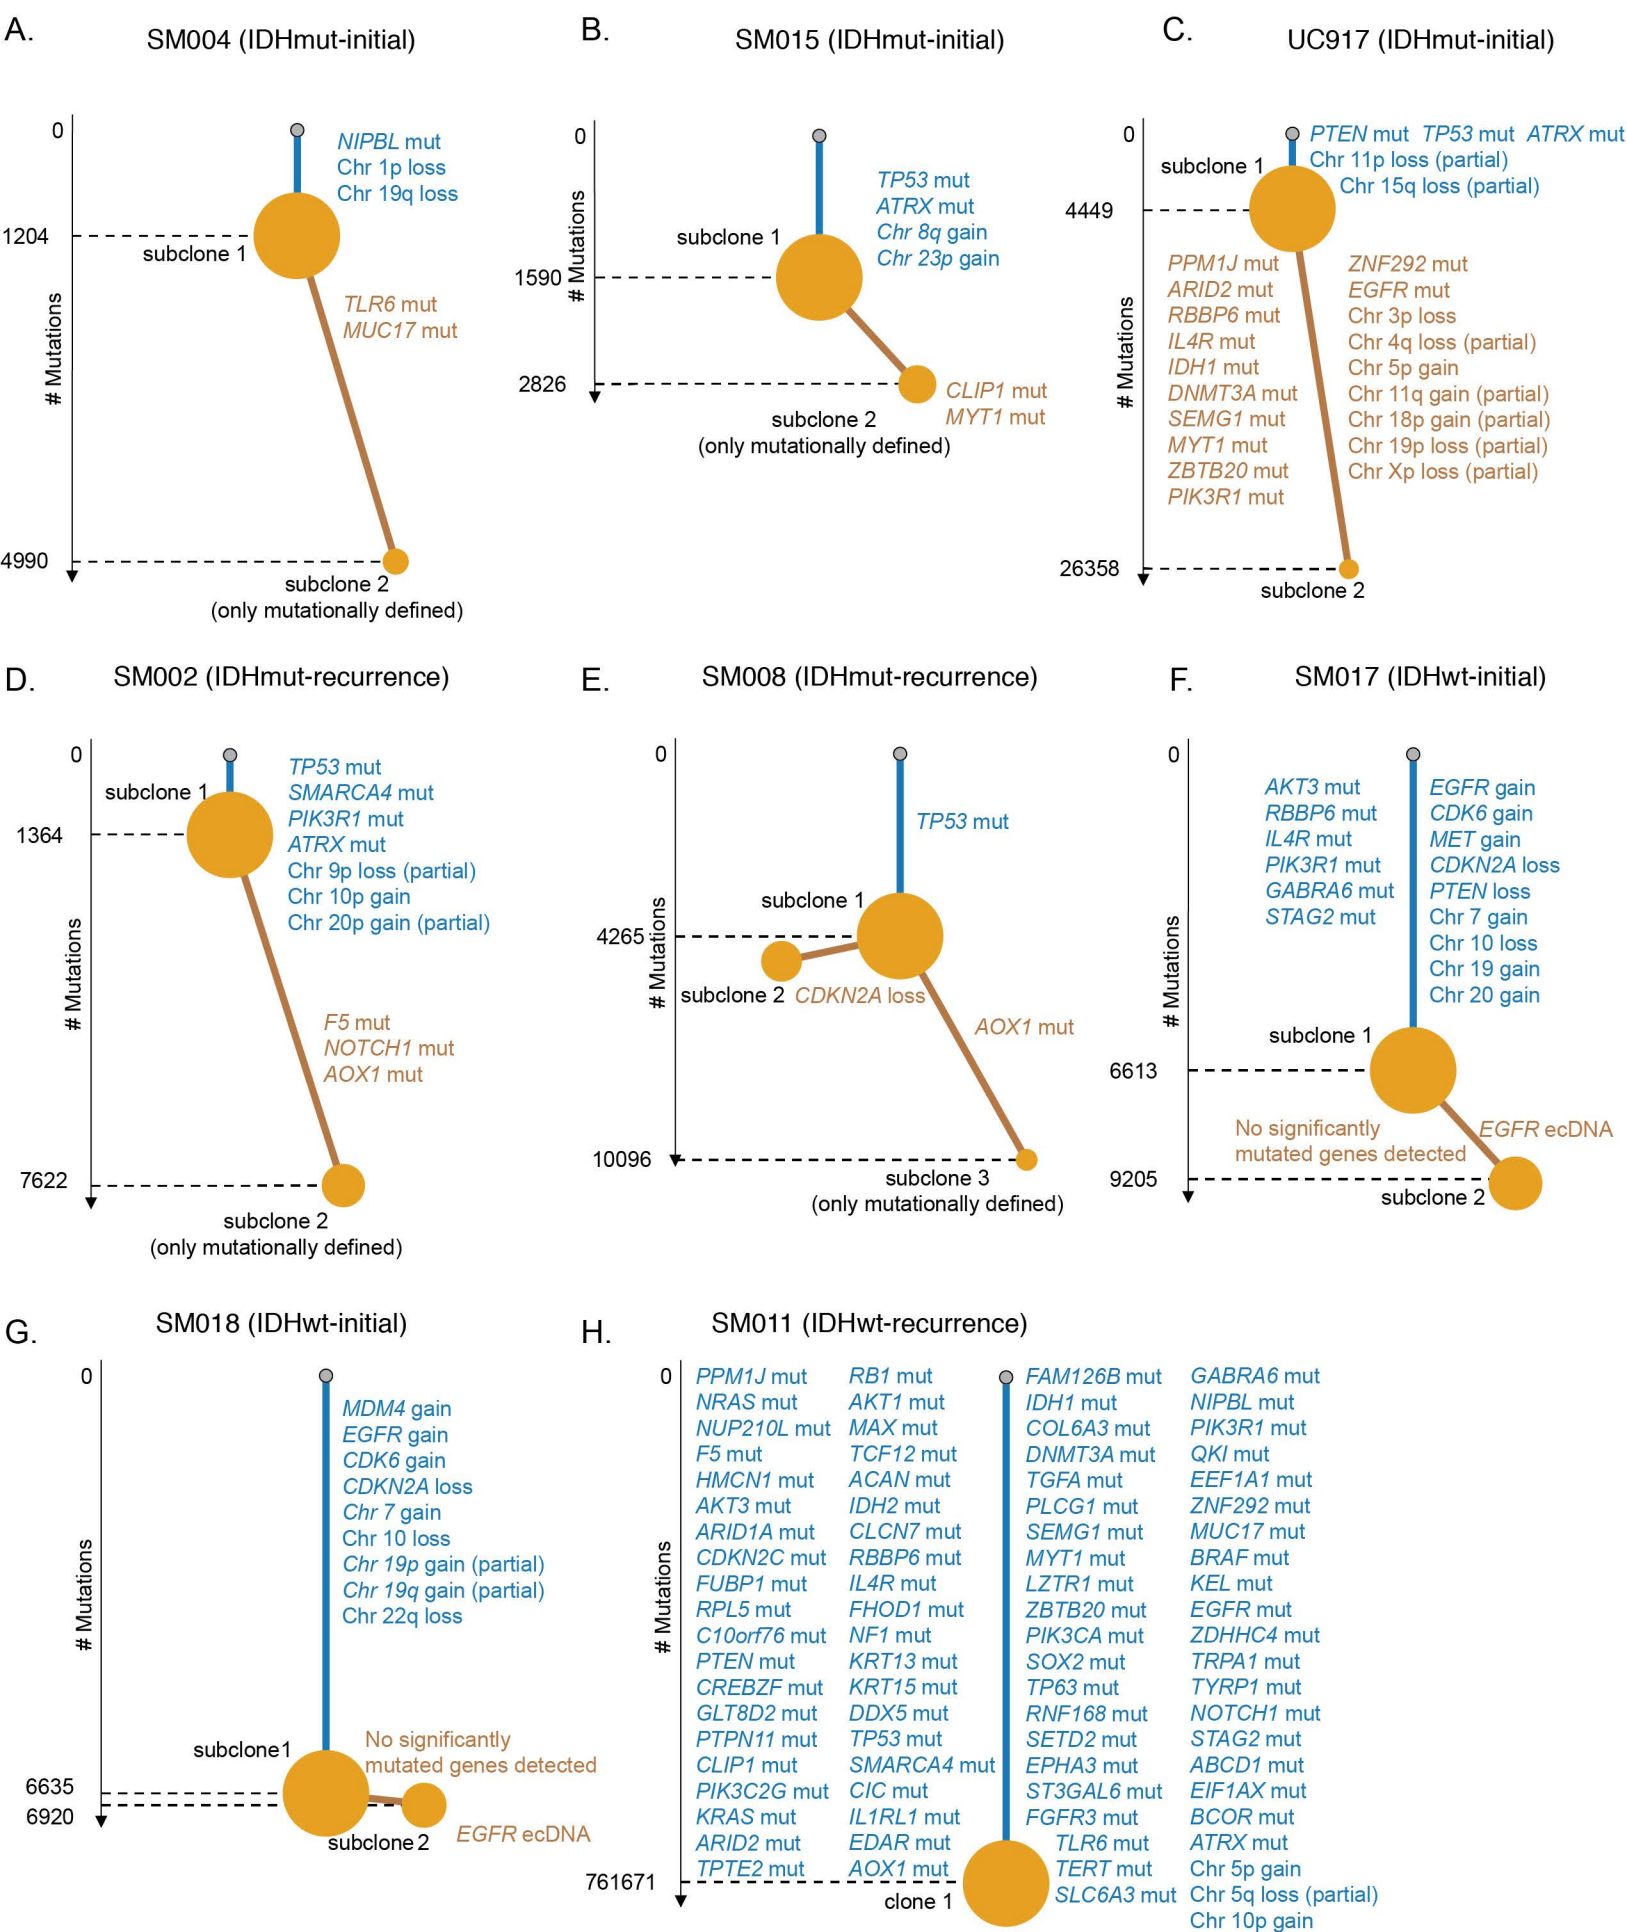 A.
SM004 (IDHmut-initial)
0
NIPBL mut
Chr 1p loss
Chr 19q loss
1204
subclone 1
# Mutations
TLR6 mut
MUC17 mut
4990
subclone 2
(only mutationally defined)
B.
SM015 (IDHmut-initial)
0
# Mutations
TP53 mut
ATRX mut
Chr 8q gain
Chr 23p gain
subclone 1
1590
2826
CLIP1 mut
MYT1 mut
subclone 2
(only mutationally defined)
C.
UC917 (IDHmut-initial)
0
PTEN mut TP53 mut ATRX mut
Chr 11p loss (partial)
Chr 15q loss (partial)
subclone 1
4449
# Mutations
PPM1J mut
ARID2 mut
RBBP6 mut
IL4R mut
IDH1 mut
DNMT3A mut
SEMG1 mut
MYT1 mut
ZBTB20 mut
PIK3R1 mut
ZNF292 mut
EGFR mut
Chr 3p loss
Chr 4q loss (partial)
Chr 5p gain
Chr 11q gain (partial)
Chr 18p gain (partial)
Chr 19p loss (partial)
Chr Xp loss (partial)
26358
subclone 2
D.
SM002 (IDHmut-recurrence)
0
subclone 1
TP53 mut
SMARCA4 mut
PIK3R1 mut
ATRX mut
Chr 9p loss (partial)
Chr 10p gain
Chr 20p gain (partial)
1364
# Mutations
F5 mut
NOTCH1 mut
AOX1 mut
7622
subclone 2
(only mutationally defined)
E.
SM008 (IDHmut-recurrence)
0
TP53 mut
subclone 1
4265
# Mutations
subclone 2
CDKN2A loss
AOX1 mut
10096
subclone 3
(only mutationally defined)
F.
SM017 (IDHwt-initial)
0
AKT3 mut
RBBP6 mut
IL4R mut
PIK3R1 mut
GABRA6 mut
STAG2 mut
EGFR gain
CDK6 gain
MET gain
CDKN2A loss
PTEN loss
Chr 7 gain
Chr 10 loss
Chr 19 gain
Chr 20 gain
# Mutations
subclone 1
6613
No significantly
mutated genes detected
EGFR ecDNA
9205
subclone 2
G.
SM018 (IDHwt-initial)
0
MDM4 gain
EGFR gain
CDK6 gain
CDKN2A loss
Chr 7 gain
Chr 10 loss
Chr 19p gain (partial)
Chr 19q gain (partial)
Chr 22q loss
# Mutations
subclone1
No significantly
mutated genes detected
6635
6920
subclone 2
EGFR ecDNA
H.
SM011 (IDHwt-recurrence)
0
# Mutations
PPM1J mut
NRAS mut
NUP210L mut
F5 mut
HMCN1 mut
AKT3 mut
ARID1A mut
CDKN2C mut
FUBP1 mut
RPL5 mut
C10orf76 mut
PTEN mut
CREBZF mut
GLT8D2 mut
PTPN11 mut
CLIP1 mut
PIK3C2G mut
KRAS mut
ARID2 mut
TPTE2 mut
RB1 mut
AKT1 mut
MAX mut
TCF12 mut
ACAN mut
IDH2 mut
CLCN7 mut
RBBP6 mut
IL4R mut
FHOD1 mut
NF1 mut
KRT13 mut
KRT15 mut
DDX5 mut
TP53 mut
SMARCA4 mut
CIC mut
IL1RL1 mut
EDAR mut
AOX1 mut
FAM126B mut
IDH1 mut
COL6A3 mut
DNMT3A mut
TGFA mut
PLCG1 mut
SEMG1 mut
MYT1 mut
LZTR1 mut
ZBTB20 mut
PIK3CA mut
SOX2 mut
TP63 mut
RNF168 mut
SETD2 mut
EPHA3 mut
ST3GAL6 mut
FGFR3 mut
TLR6 mut
TERT mut
SLC6A3 mut
GABRA6 mut
NIPBL mut
PIK3R1 mut
QKI mut
EEF1A1 mut
ZNF292 mut
MUC17 mut
BRAF mut
KEL mut
EGFR mut
ZDHHC4 mut
TRPA1 mut
TYRP1 mut
NOTCH1 mut
STAG2 mut
ABCD1 mut
EIF1AX mut
BCOR mut
ATRX mut
Chr 5p gain
Chr 5q loss (partial)
Chr 10p gain
761671
clone 1